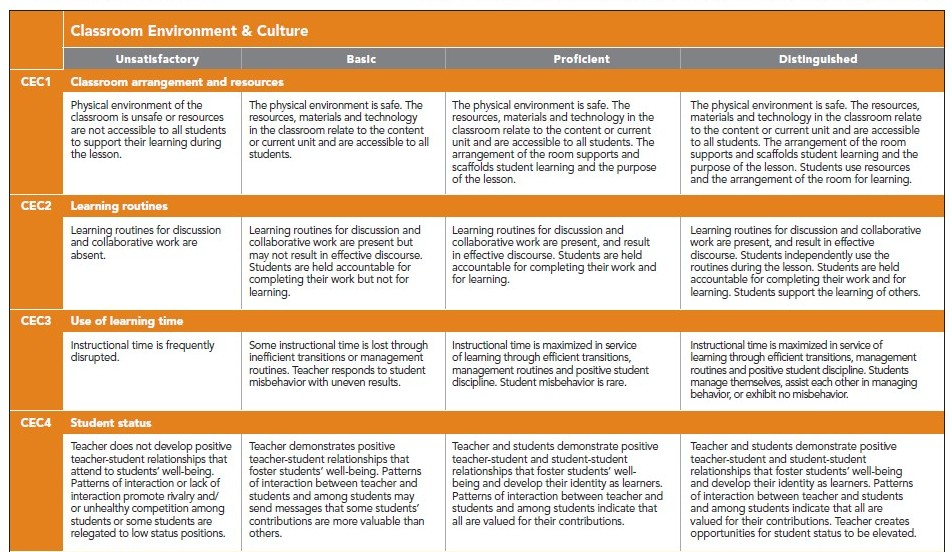 Classroom Environment & Culture
Unsatisfactory
Basic
Proficient
Distinguished
CEC1
Classroom arrangement and resources
Physical environment of the
classroom is unsafe or resources
are not accessible to all students
to support their learning during
the lesson.
The physical environment is safe. The
resources, materials and technology
in the classroom relate to the content
or current unit and are accessible to all
students.
The physical environment is safe. The
resources, materials and technology in the
classroom relate to the content or current
unit and are accessible to all students. The
arrangement of the room supports and
scaffolds student learning and the purpose
of the lesson.
The physical environment is safe. The resources,
materials and technology in the classroom relate
to the content or current unit and are accessible
to all students. The arrangement of the room
supports and scaffolds student learning and the
purpose of the lesson. Students use resources
and the arrangement of the room for learning.
CEC2
Learning routines
Learning routines for discussion
and collaborative work are
absent.
Learning routines for discussion and
collaborative work are present but
may not result in effective discourse.
Students are held accountable for
completing their work but not for
learning.
Learning routines for discussion and
collaborative work are present, and result
in effective discourse. Students are held
accountable for completing their work and
for learning.
Learning routines for discussion and collaborative
work are present, and result in effective
discourse. Students independently use the
routines during the lesson. Students are held
accountable for completing their work and for
learning. Students support the learning of others.
CEC3
Use of learning time
Instructional time is frequently
disrupted.
Some instructional time is lost through
inefficient transitions or management
routines. Teacher responds to student
misbehavior with uneven results.
Instructional time is maximized in service
of learning through efficient transitions,
management routines and positive student
discipline. Student misbehavior is rare.
Instructional time is maximized in service of
learning through efficient transitions, management
routines and positive student discipline. Students
manage themselves, assist each other in managing
behavior, or exhibit no misbehavior.
CEC4
Student status
Teacher does not develop positive
teacher-student relationships that
attend to students' well-being.
Patterns of interaction or lack of
interaction promote rivalry and/
or unhealthy competition among
students or some students are
relegated to low status positions.
Teacher demonstrates positive
teacher-student relationships that
foster students' well-being. Patterns
of interaction between teacher and
students and among students may
send messages that some students'
contributions are more valuable than
others.
Teacher and students demonstrate positive
teacher-student and student-student
relationships that foster students' well-
being and develop their identity as learners.
Patterns of interaction between teacher and
students and among students indicate that
all are valued for their contributions.
Teacher and students demonstrate positive
teacher-student and student-student
relationships that foster students' well-being
and develop their identity as learners. Patterns
of interaction between teacher and students
and among students indicate that all are
valued for their contributions. Teacher creates
opportunities for student status to be elevated.